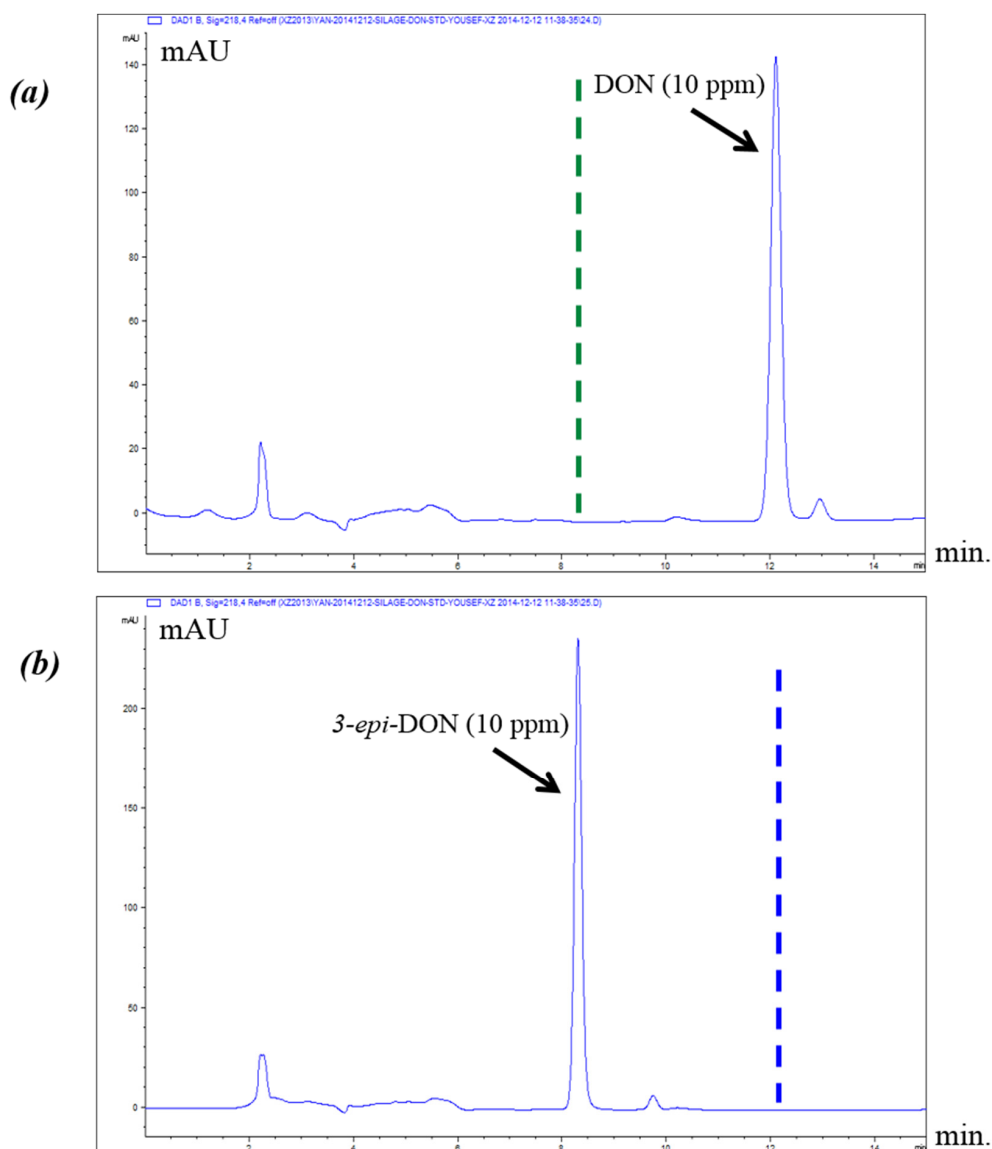 DAD1 B, Sig=218,4 Ref=off (XZ2013\YAN-20141212-SILAGE-DON-STD-YOUSEF-XZ 2014-12-12 11-38-35\24.D)
mAU
mAU
(a)
DON (10 ppm)
140
120
100
80
60
40
20
0
2
4
6
8
10
12
14
min
min.
DAD1 B, Sig=218,4 Ref=off (XZ2013\YAN-20141212-SILAGE-DON-STD-YOUSEF-XZ 2014-12-12 11-38-35\25.D)
mAU
mAU
(b)
3-epi-DON (10 ppm)
200
150
100
50
0
2
4
6
8
10
12
14
min
min.